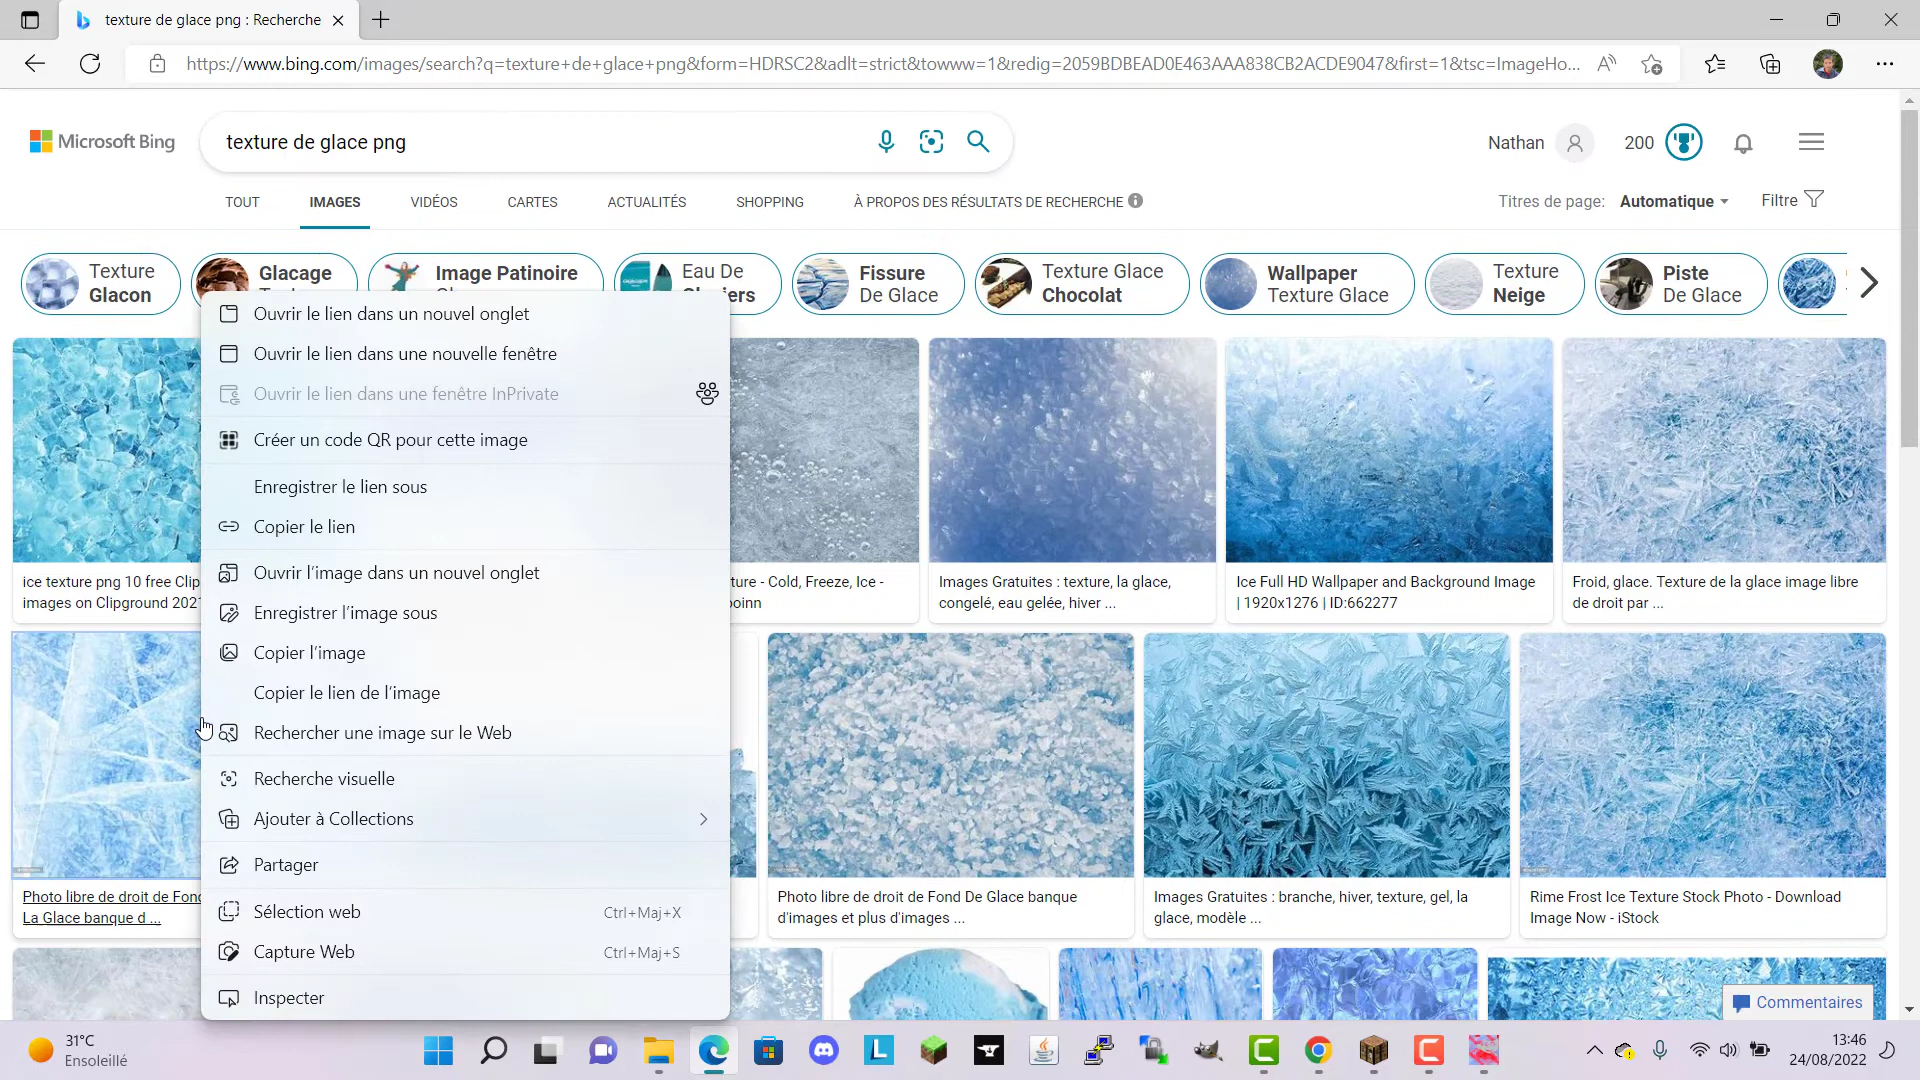 texture de glace png : Recherche
https://www.bing.com/images/search?q=texture+de+glace+png&form=HDRSC2&adlt=strict&towww=1&redig=2059BDBEAD0E463AAA838CB2ACDE9047&first=1&tsc=ImageHo...
Microsoft Bing
texture de glace png
Nathan
200
TOUT
IMAGES
VIDÉOS
CARTES
ACTUALITÉS
SHOPPING
À PROPOS DES RÉSULTATS DE RECHERCHE
Titres de page: Automatique
Filtre
Texture
Glacon
Glacage
Image Patinoire
Eau De
Glaciers
Fissure
De Glace
Texture Glace
Chocolat
Wallpaper
Texture Glace
Texture
Neige
Piste
De Glace
Ouvrir le lien dans un nouvel onglet
Ouvrir le lien dans une nouvelle fenêtre
Ouvrir le lien dans une fenêtre InPrivate
Créer un code QR pour cette image
Enregistrer le lien sous
Copier le lien
Ouvrir l'image dans un nouvel onglet
Enregistrer l'image sous
Copier l'image
Copier le lien de l'image
Rechercher une image sur le Web
Recherche visuelle
Ajouter à Collections
Partager
Sélection web Ctrl+Maj+X
Capture Web Ctrl+Maj+S
Inspecter
ice texture png 10 free Clip
images on Clipground 202
ture - Cold, Freeze, Ice -
oinn
Images Gratuites : texture, la glace,
congelé, eau gelée, hiver ...
Ice Full HD Wallpaper and Background Image
| 1920x1276 | ID:662277
Froid, glace. Texture de la glace image libre
de droit par ...
Photo libre de droit de Fond
La Glace banque d ...
Photo libre de droit de Fond De Glace banque
d'images et plus d'images ...
Images Gratuites : branche, hiver, texture, gel, la
glace, modèle ...
Rime Frost Ice Texture Stock Photo - Download
Image Now - iStock
Commentaires
31°C
Ensoleillé
13:46
24/08/2022